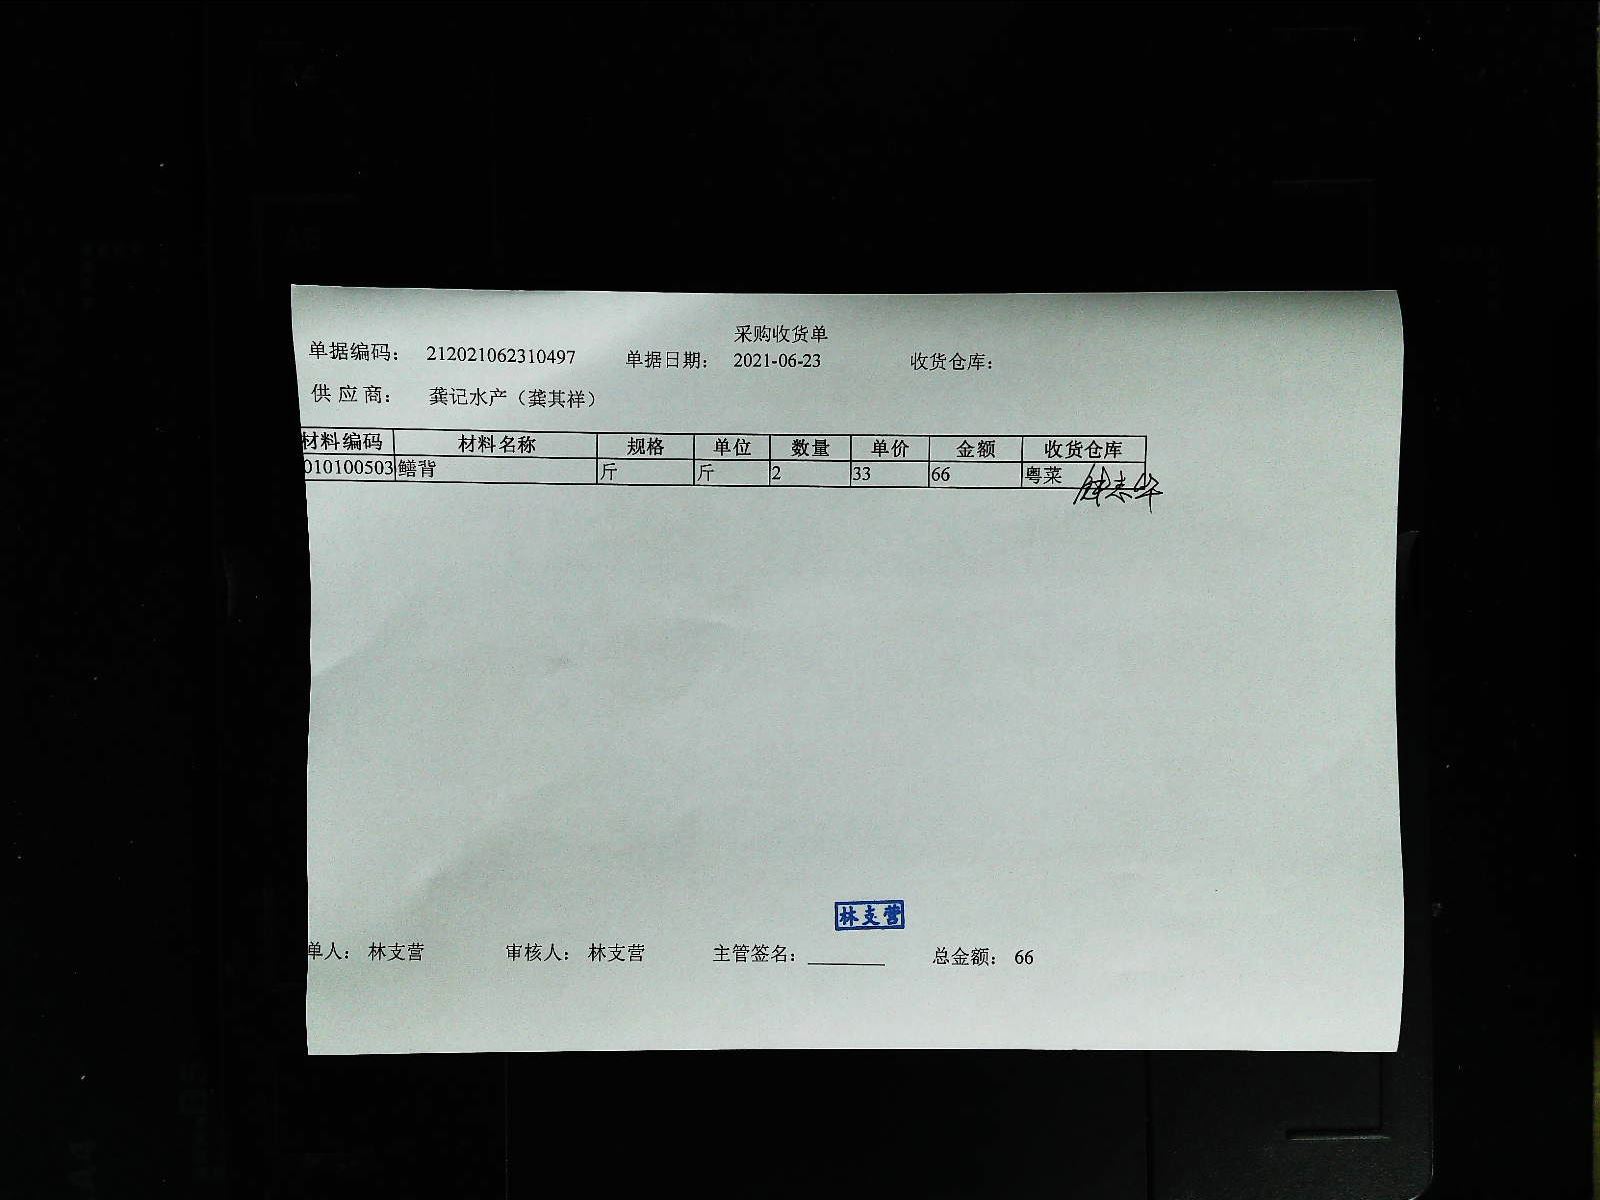 采购收货单
单据编码： 212021062310497 单据日期： 2021-06-23 收货仓库：
供 应 商： 龚记水产（龚其祥）
材料编码 材料名称 规格 单位 数量 单价 金额 收货仓库
010100503 鳝背 斤 斤 2 33 66 粤菜
林支营
单人： 林支营 审核人： 林支营 主管签名： 总金额： 66